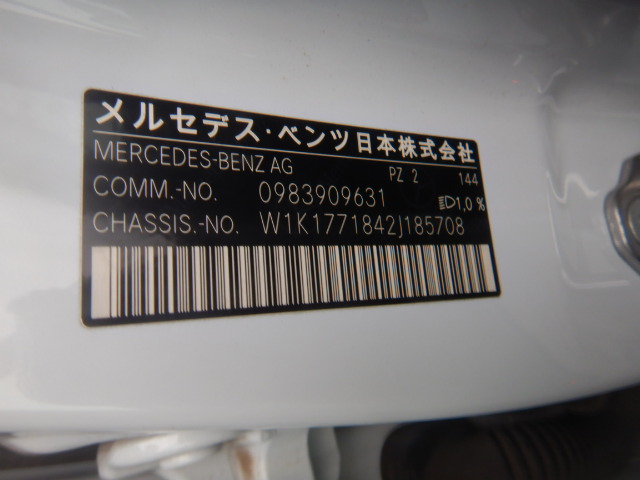 メルセデス・ベンツ日本株式会社
MERCEDES-BENZ AG PZ 2 144
COMM.-NO. 0983909631 1,0 %
CHASSIS.-NO. W1K1771842J185708